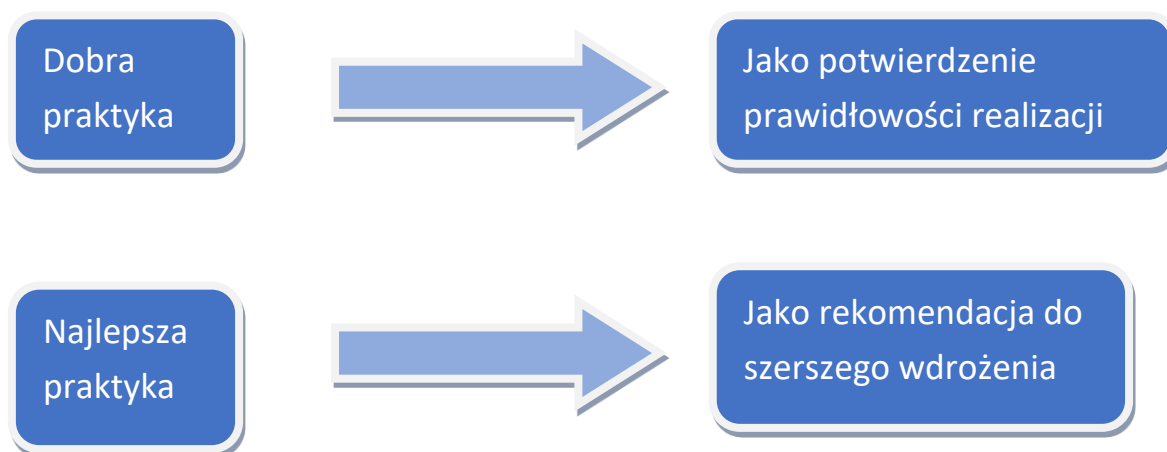 Dobra
praktyka
Jako potwierdzenie
prawidłowości realizacji
Najlepsza
praktyka
Jako rekomendacja do
szerszego wdrożenia